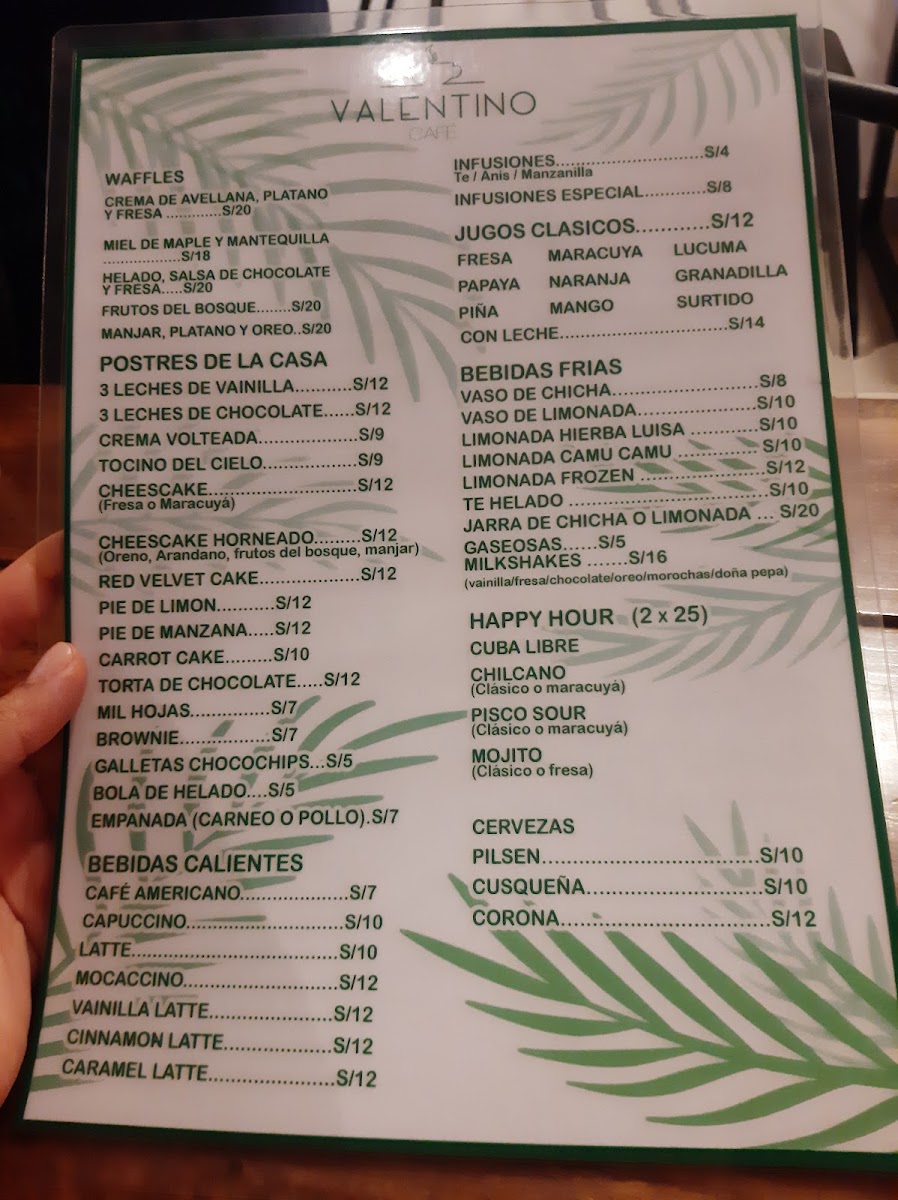 VALENTINO
CAFE
WAFFLES
CREMA DE AVELLANA, PLATANO
Y FRESA .............S/20
MIEL DE MAPLE Y MANTEQUILLA
...................S/18
HELADO, SALSA DE CHOCOLATE
Y FRESA.....S/20
FRUTOS DEL BOSQUE........S/20
MANJAR, PLATANO Y OREO..S/20
POSTRES DE LA CASA
3 LECHES DE VAINILLA...........S/12
3 LECHES DE CHOCOLATE......S/12
CREMA VOLTEADA...................S/9
TOCINO DEL CIELO..................S/9
CHEESCAKE............................S/12
(Fresa o Maracuyá)
CHEESCAKE HORNEADO.........S/12
(Oreno, Arandano, frutos del bosque, manjar)
RED VELVET CAKE...................S/12
PIE DE LIMON...........S/12
PIE DE MANZANA.....S/12
CARROT CAKE.........S/10
TORTA DE CHOCOLATE.....S/12
MIL HOJAS...............S/7
BROWNIE.................S/7
GALLETAS CHOCOCHIPS...S/5
BOLA DE HELADO....S/5
EMPANADA (CARNEO O POLLO).S/7
BEBIDAS CALIENTES
CAFÉ AMERICANO....................S/7
CAPUCCINO.............................S/10
LATTE......................................S/10
MOCACCINO............................S/12
VAINILLA LATTE.......................S/12
CINNAMON LATTE....................S/12
CARAMEL LATTE.......................S/12
INFUSIONES............................S/4
Te / Anis / Manzanilla
INFUSIONES ESPECIAL............S/8
JUGOS CLASICOS............S/12
FRESA MARACUYA LUCUMA
PAPAYA NARANJA GRANADILLA
PIÑA MANGO SURTIDO
CON LECHE................................S/14
BEBIDAS FRIAS
VASO DE CHICHA...........................S/8
VASO DE LIMONADA......................S/10
LIMONADA HIERBA LUISA ............S/10
LIMONADA CAMU CAMU ..............S/10
LIMONADA FROZEN .....................S/12
TE HELADO ..................................S/10
JARRA DE CHICHA O LIMONADA ... S/20
GASEOSAS......S/5
MILKSHAKES .......S/16
(vainilla/fresa/chocolate/oreo/morochas/doña pepa)
HAPPY HOUR (2 x 25)
CUBA LIBRE
CHILCANO
(Clásico o maracuyá)
PISCO SOUR
(Clásico o maracuyá)
MOJITO
(Clásico o fresa)
CERVEZAS
PILSEN.................................S/10
CUSQUEÑA...........................S/10
CORONA................................S/12